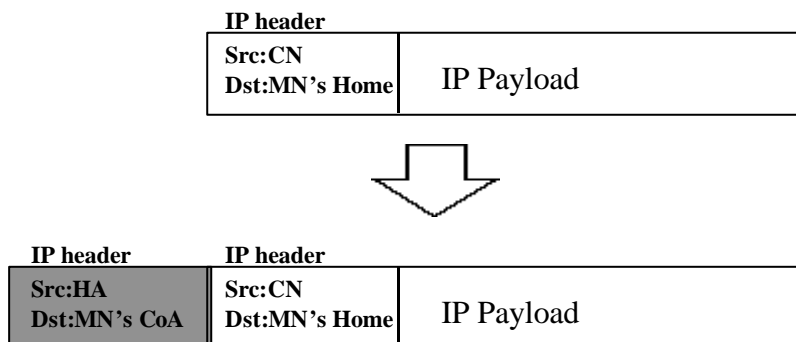 IP header
Src:CN
Dst:MN's Home
IP Payload
IP header
IP header
Src:HA
Dst:MN's CoA
Src:CN
Dst:MN's Home
IP Payload